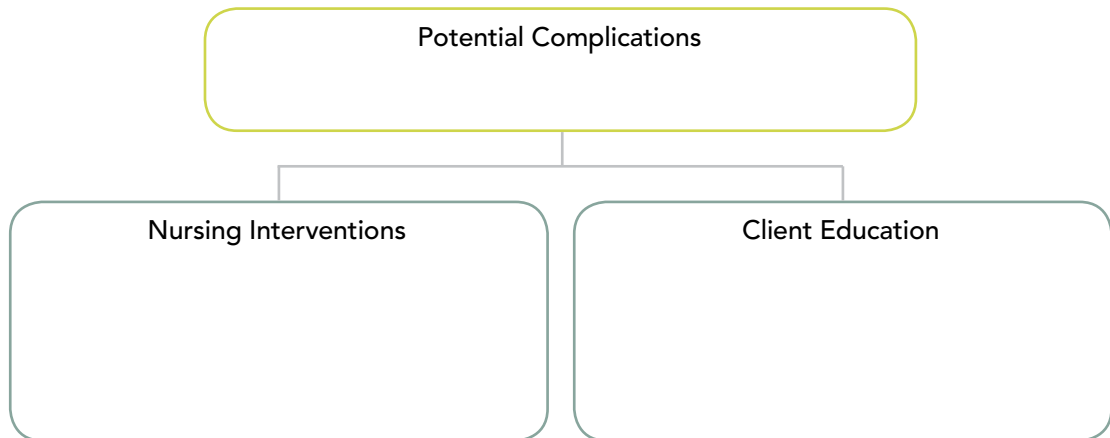 Potential Complications
Nursing Interventions
Client Education